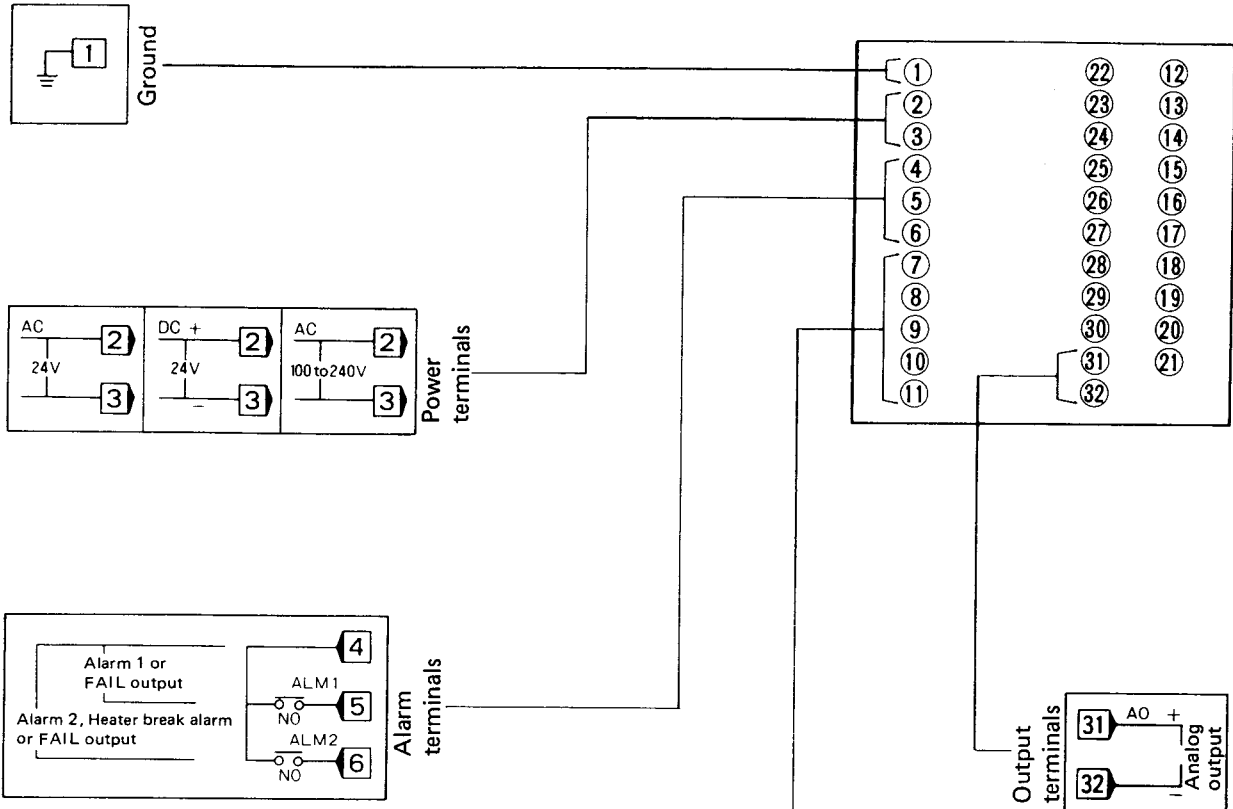 1
Ground
1 22 12
2 23 13
3 24 14
4 25 15
5 26 16
6 27 17
7 28 18
8 29 19
9 30 20
10 31 21
11 32
AC 2
24V
3
DC + 2
24V
- 3
AC 2
100 to 240V
3
Power
terminals
4
Alarm 1 or
FAIL output
ALM1
NO
5
Alarm 2, Heater break alarm
or FAIL output
ALM2
NO
6
Alarm
terminals
Output
terminals
31 AO +
32 -
Analog
output